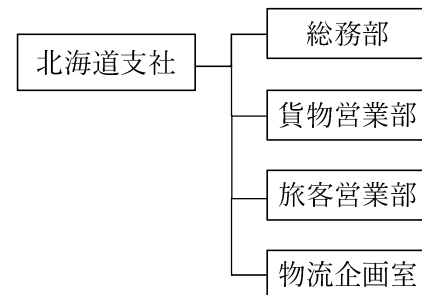 北海道支社
総務部
貨物営業部
旅客営業部
物流企画室